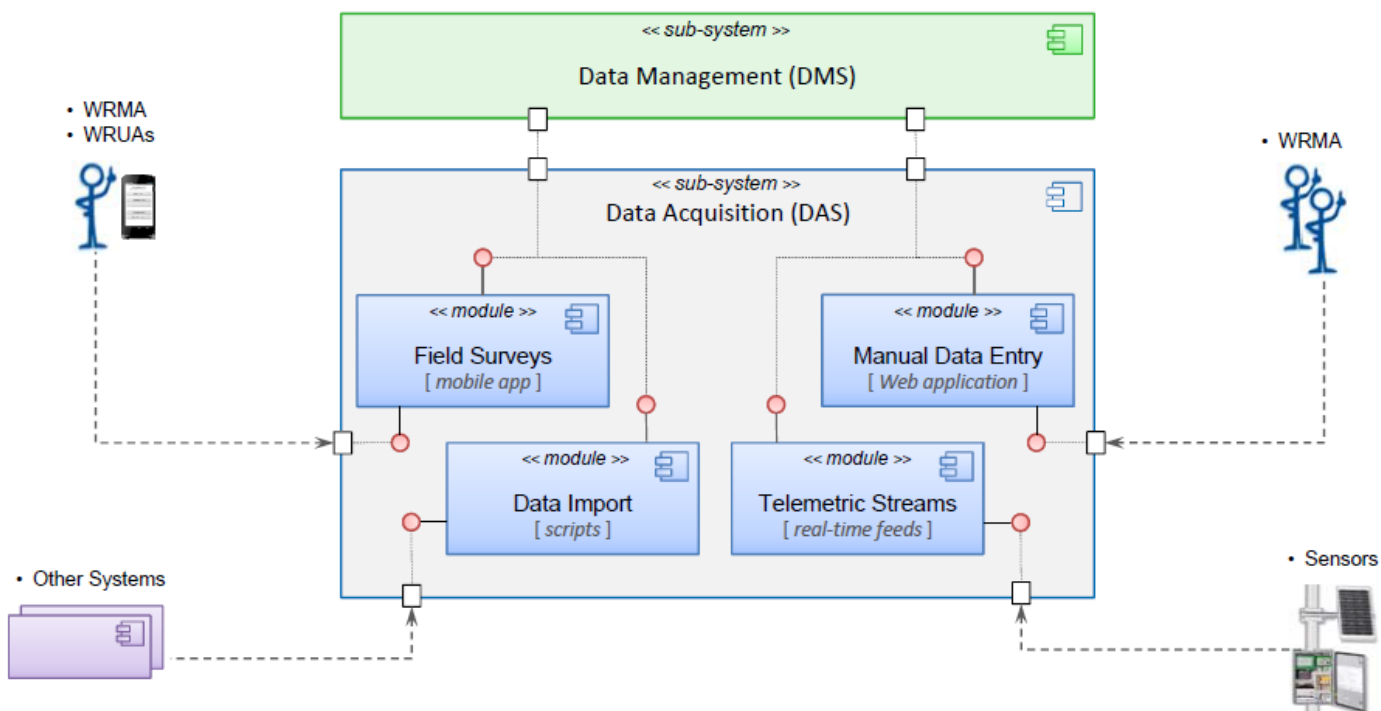 << sub-system >>
Data Management (DMS)
• WRMA
• WRUAs
• WRMA
<< sub-system >>
Data Acquisition (DAS)
<< module >>
Field Surveys
[ mobile app ]
<< module >>
Manual Data Entry
[ Web application ]
<< module >>
Data Import
[ scripts ]
<< module >>
Telemetric Streams
[ real-time feeds ]
• Other Systems
• Sensors